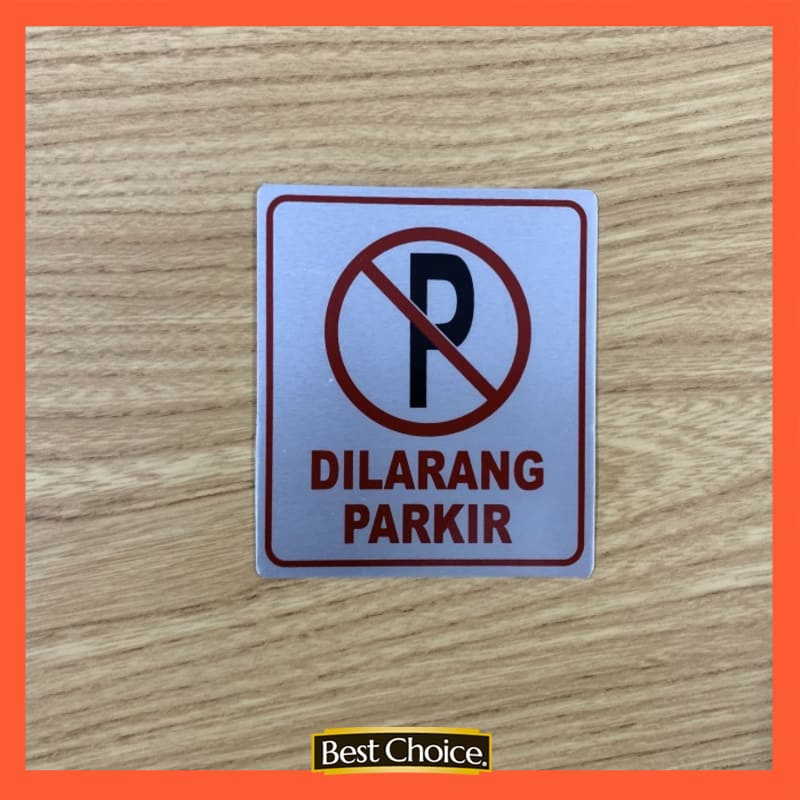 P
DILARANG
PARKIR
Best Choice.